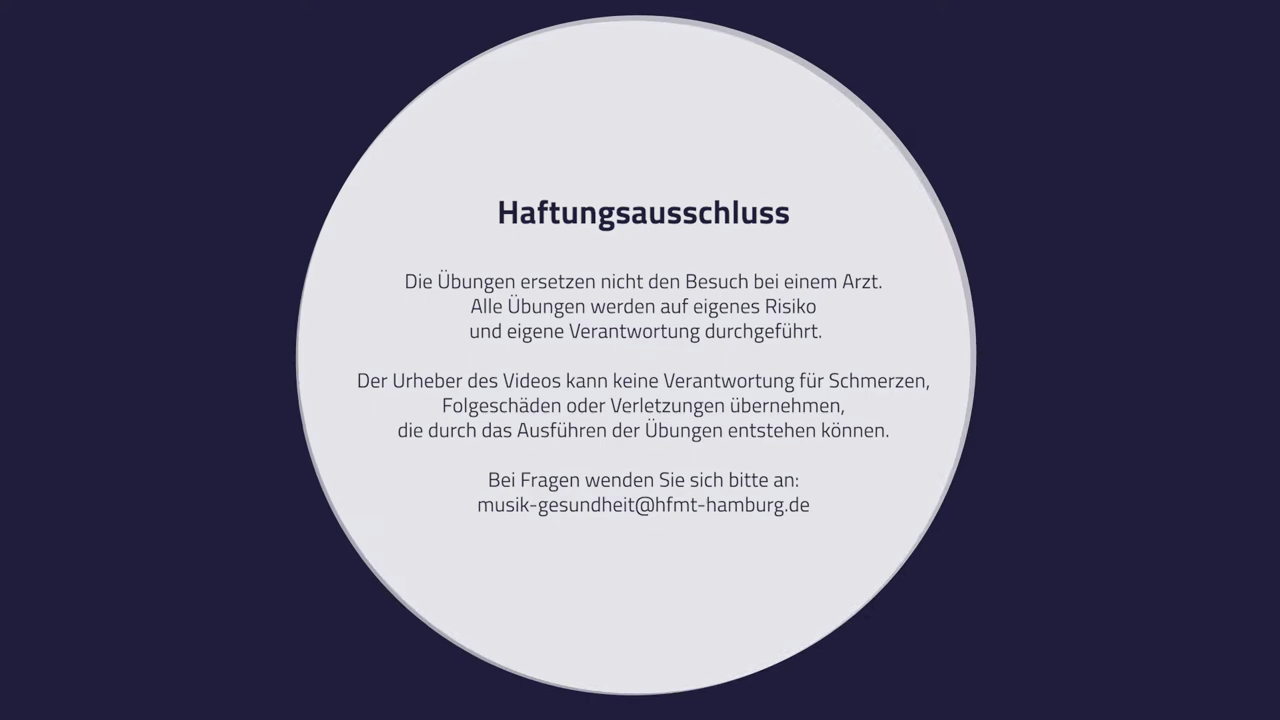 Haftungsausschluss
Die Übungen ersetzen nicht den Besuch bei einem Arzt.
Alle Übungen werden auf eigenes Risiko
und eigene Verantwortung durchgeführt.
Der Urheber des Videos kann keine Verantwortung für Schmerzen,
Folgeschäden oder Verletzungen übernehmen,
die durch das Ausführen der Übungen entstehen können.
Bei Fragen wenden Sie sich bitte an:
musik-gesundheit@hfmt-hamburg.de